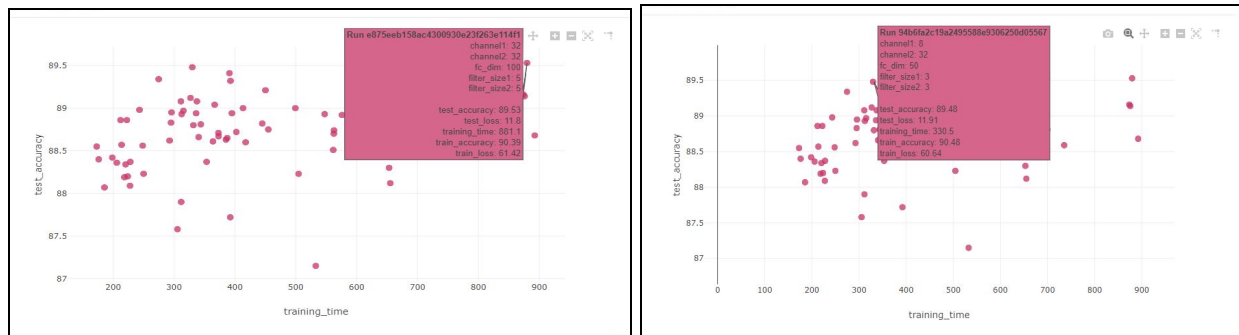 Run e875eeb158ac4300930e23f263e114f1
channel1: 32
channel2: 32
fc_dim: 100
filter_size1: 5
filter_size2: 5
test_accuracy: 89.53
test_loss: 11.8
training_time: 881.1
train_accuracy: 90.39
train_loss: 61.42
test_accuracy
89.5
89
88.5
88
87.5
87
200 300 400 500 600 700 800 900
training_time
Run 94b6fa2c19a2495588e9306250d05567
channel1: 8
channel2: 32
fc_dim: 50
filter_size1: 3
filter_size2: 3
test_accuracy: 89.48
test_loss: 11.91
training_time: 330.5
train_accuracy: 90.48
train_loss: 60.64
test_accuracy
89.5
89
88.5
88
87.5
87
0 100 200 300 400 500 600 700 800 900
training_time